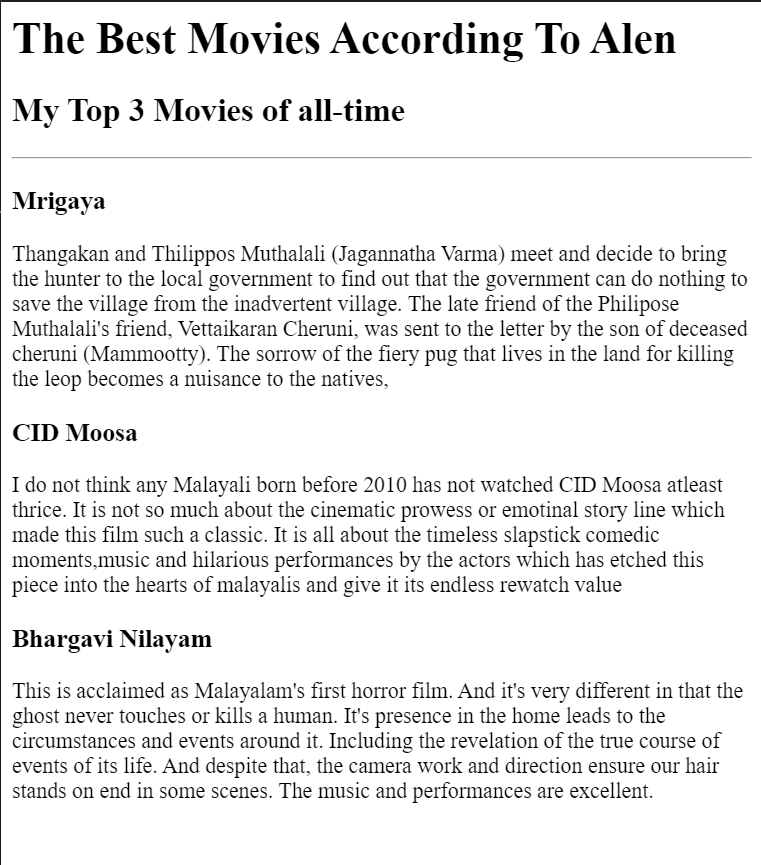 The Best Movies According To Alen
My Top 3 Movies of all-time
Mrigaya
Thangakan and Thilippos Muthalali (Jagannatha Varma) meet and decide to bring
the hunter to the local government to find out that the government can do nothing to
save the village from the inadvertent village. The late friend of the Philipose
Muthalali's friend, Vettaikaran Cheruni, was sent to the letter by the son of deceased
cheruni (Mammootty). The sorrow of the fiery pug that lives in the land for killing
the leop becomes a nuisance to the natives,
CID Moosa
I do not think any Malayali born before 2010 has not watched CID Moosa atleast
thrice. It is not so much about the cinematic prowess or emotinal story line which
made this film such a classic. It is all about the timeless slapstick comedic
moments,music and hilarious performances by the actors which has etched this
piece into the hearts of malayalis and give it its endless rewatch value
Bhargavi Nilayam
This is acclaimed as Malayalam's first horror film. And it's very different in that the
ghost never touches or kills a human. It's presence in the home leads to the
circumstances and events around it. Including the revelation of the true course of
events of its life. And despite that, the camera work and direction ensure our hair
stands on end in some scenes. The music and performances are excellent.